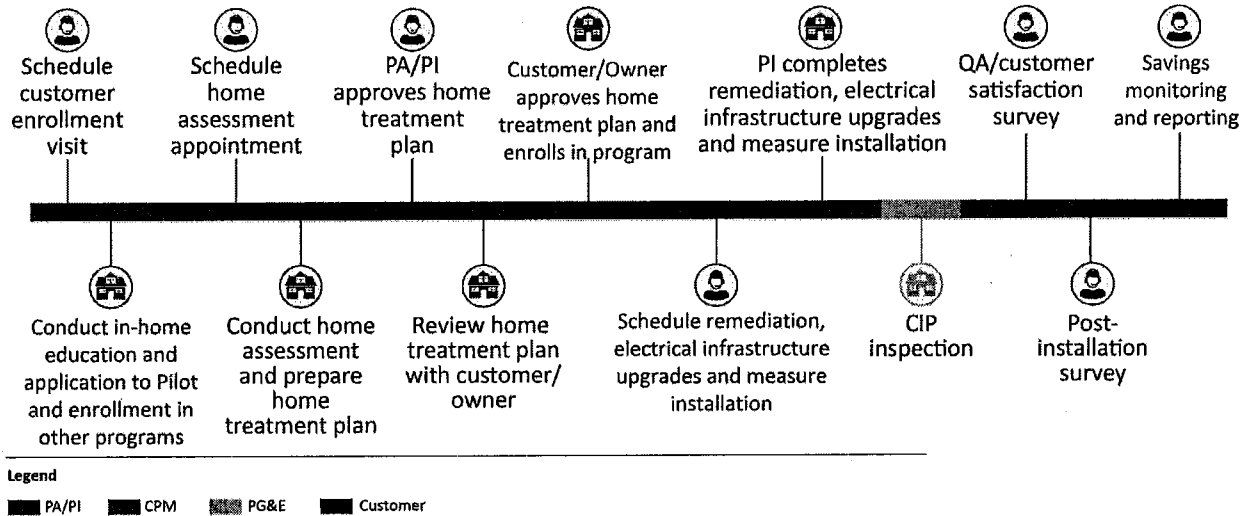 Schedule
customer
enrollment
visit
Schedule
home
assessment
appointment
PA/PI
approves home
treatment
plan
Customer/Owner
approves home
treatment plan and
enrolls in program
PI completes
remediation, electrical
infrastructure upgrades
and measure installation
QA/customer
satisfaction
survey
Savings
monitoring
and reporting
Conduct in-home
education and
application to Pilot
and enrollment in
other programs
Conduct home
assessment
and prepare
home
treatment plan
Review home
treatment plan
with customer/
owner
Schedule remediation,
electrical infrastructure
upgrades and measure
installation
CIP
inspection
Post-
installation
survey
Legend
PA/PI CPM PG&E Customer